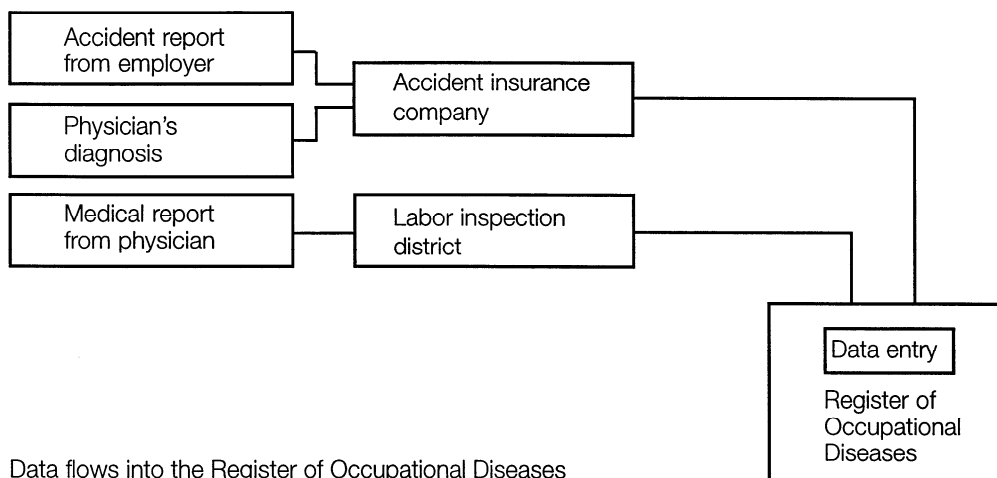 Accident report
from employer
Accident insurance
company
Physician's
diagnosis
Medical report
from physician
Labor inspection
district
Data entry
Register of
Occupational
Diseases
Data flows into the Register of Occupational Diseases